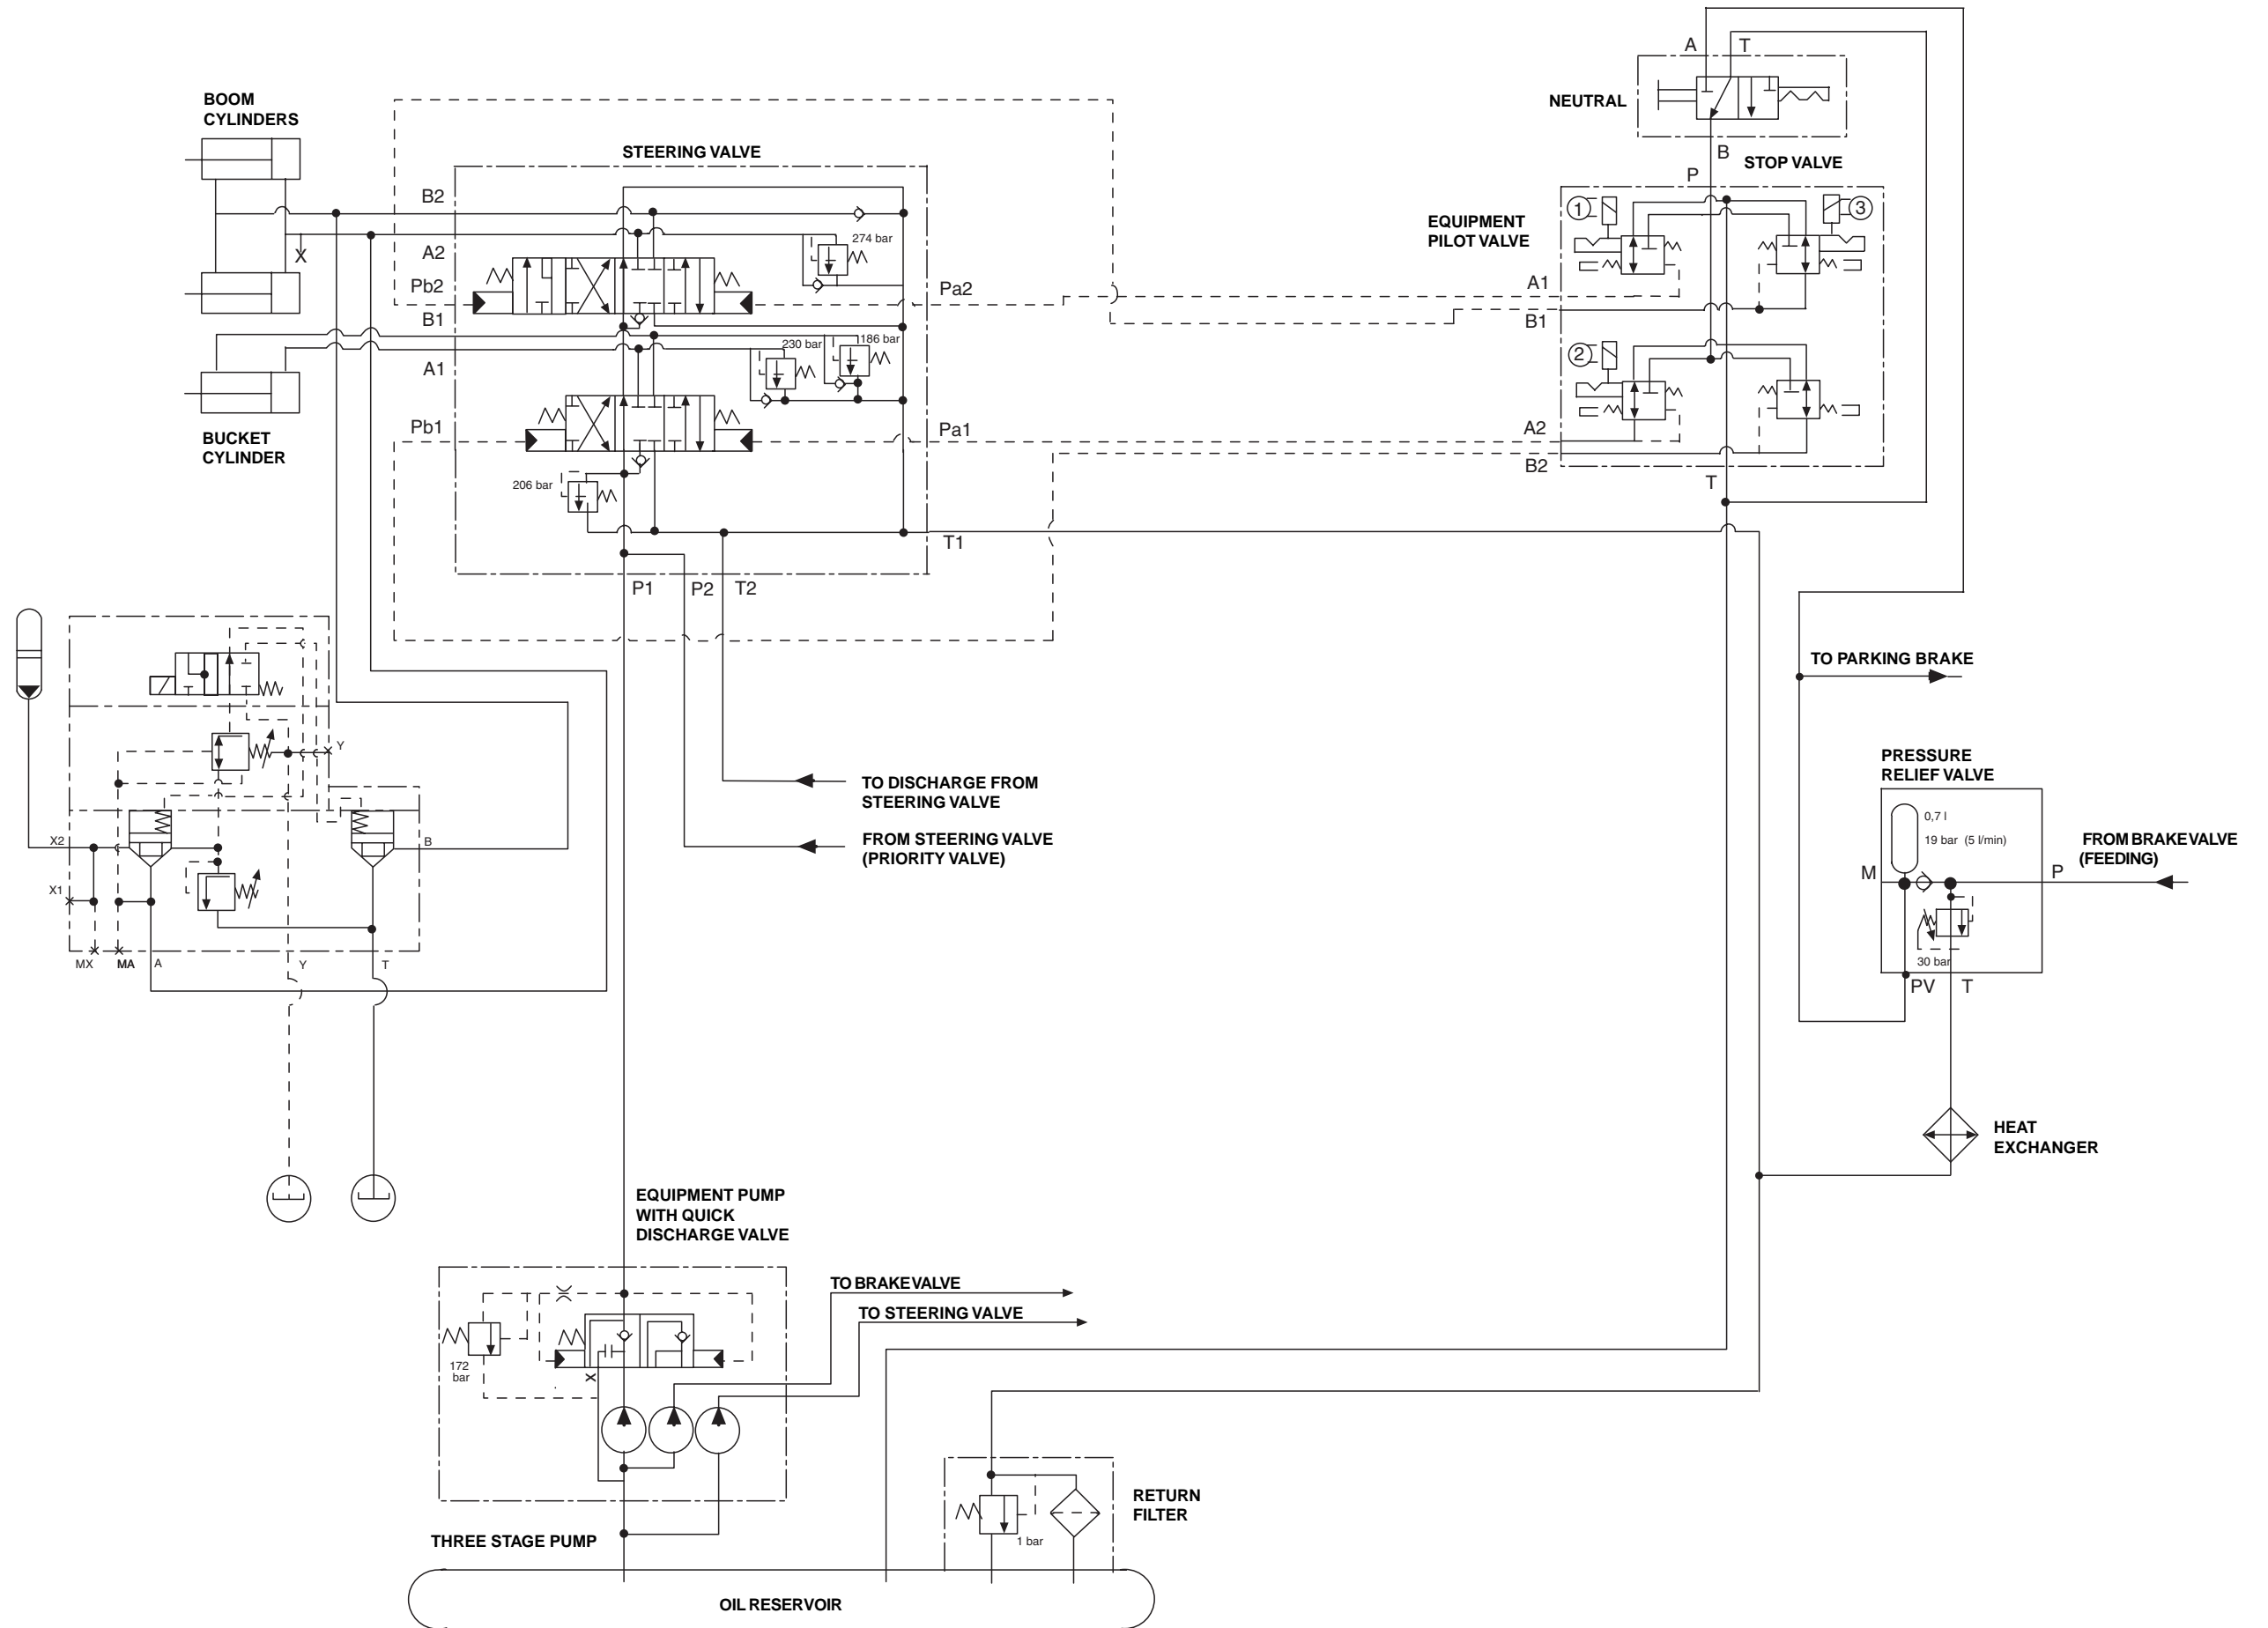 A
T
NEUTRAL
B
STOP VALVE
P
BOOM
CYLINDERS
STEERING VALVE
B2
A2
Pb2
B1
A1
Pb1
X
274 bar
230 bar
186 bar
206 bar
Pa2
Pa1
T1
P1
P2
T2
BUCKET
CYLINDER
EQUIPMENT
PILOT VALVE
1
3
2
A1
B1
A2
B2
T
TO PARKING BRAKE
PRESSURE
RELIEF VALVE
0,7 l
19 bar (5 l/min)
M
P
FROM BRAKE VALVE
(FEEDING)
30 bar
PV
T
HEAT
EXCHANGER
TO DISCHARGE FROM
STEERING VALVE
FROM STEERING VALVE
(PRIORITY VALVE)
Y
X2
B
X1
MX
MA
A
Y
T
EQUIPMENT PUMP
WITH QUICK
DISCHARGE VALVE
TO BRAKE VALVE
TO STEERING VALVE
172
bar
X
THREE STAGE PUMP
RETURN
FILTER
1 bar
OIL RESERVOIR